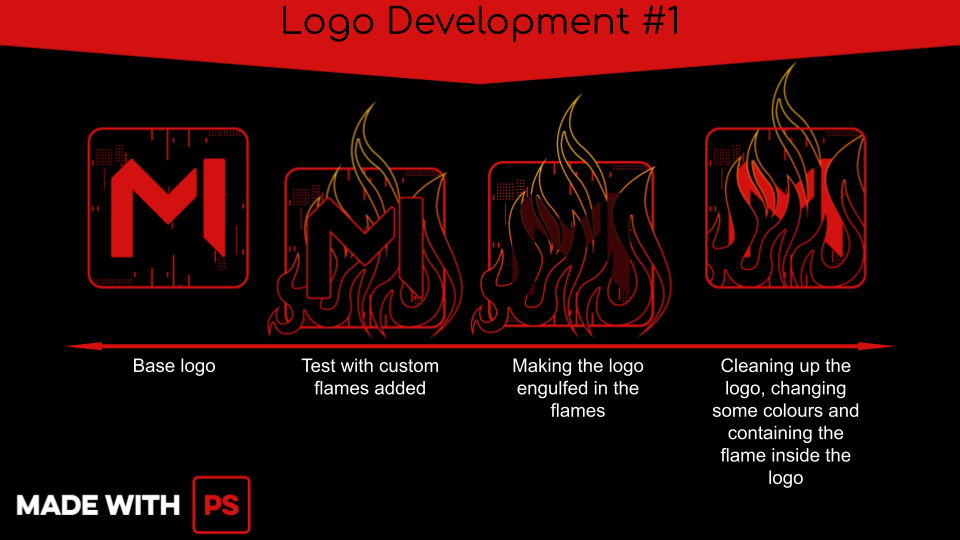 Logo Development #1
M
M
M
M
Base logo
Test with custom
flames added
Making the logo
engulfed in the
flames
Cleaning up the
logo, changing
some colours and
containing the
flame inside the
logo
MADE WITH PS